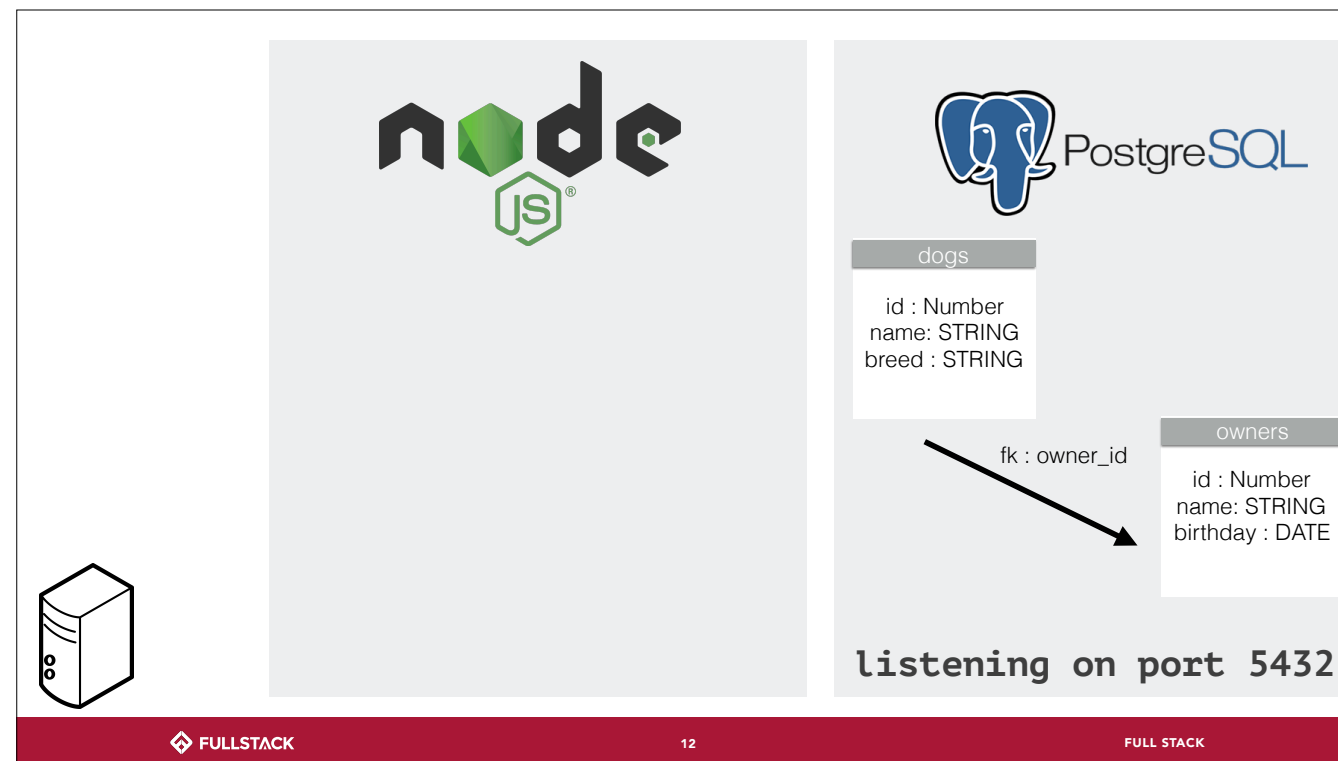 node
JS®
PostgreSQL
dogs
id : Number
name: STRING
breed : STRING
fk : owner_id
owners
id : Number
name: STRING
birthday : DATE
listening on port 5432
FULLSTACK
12
FULL STACK